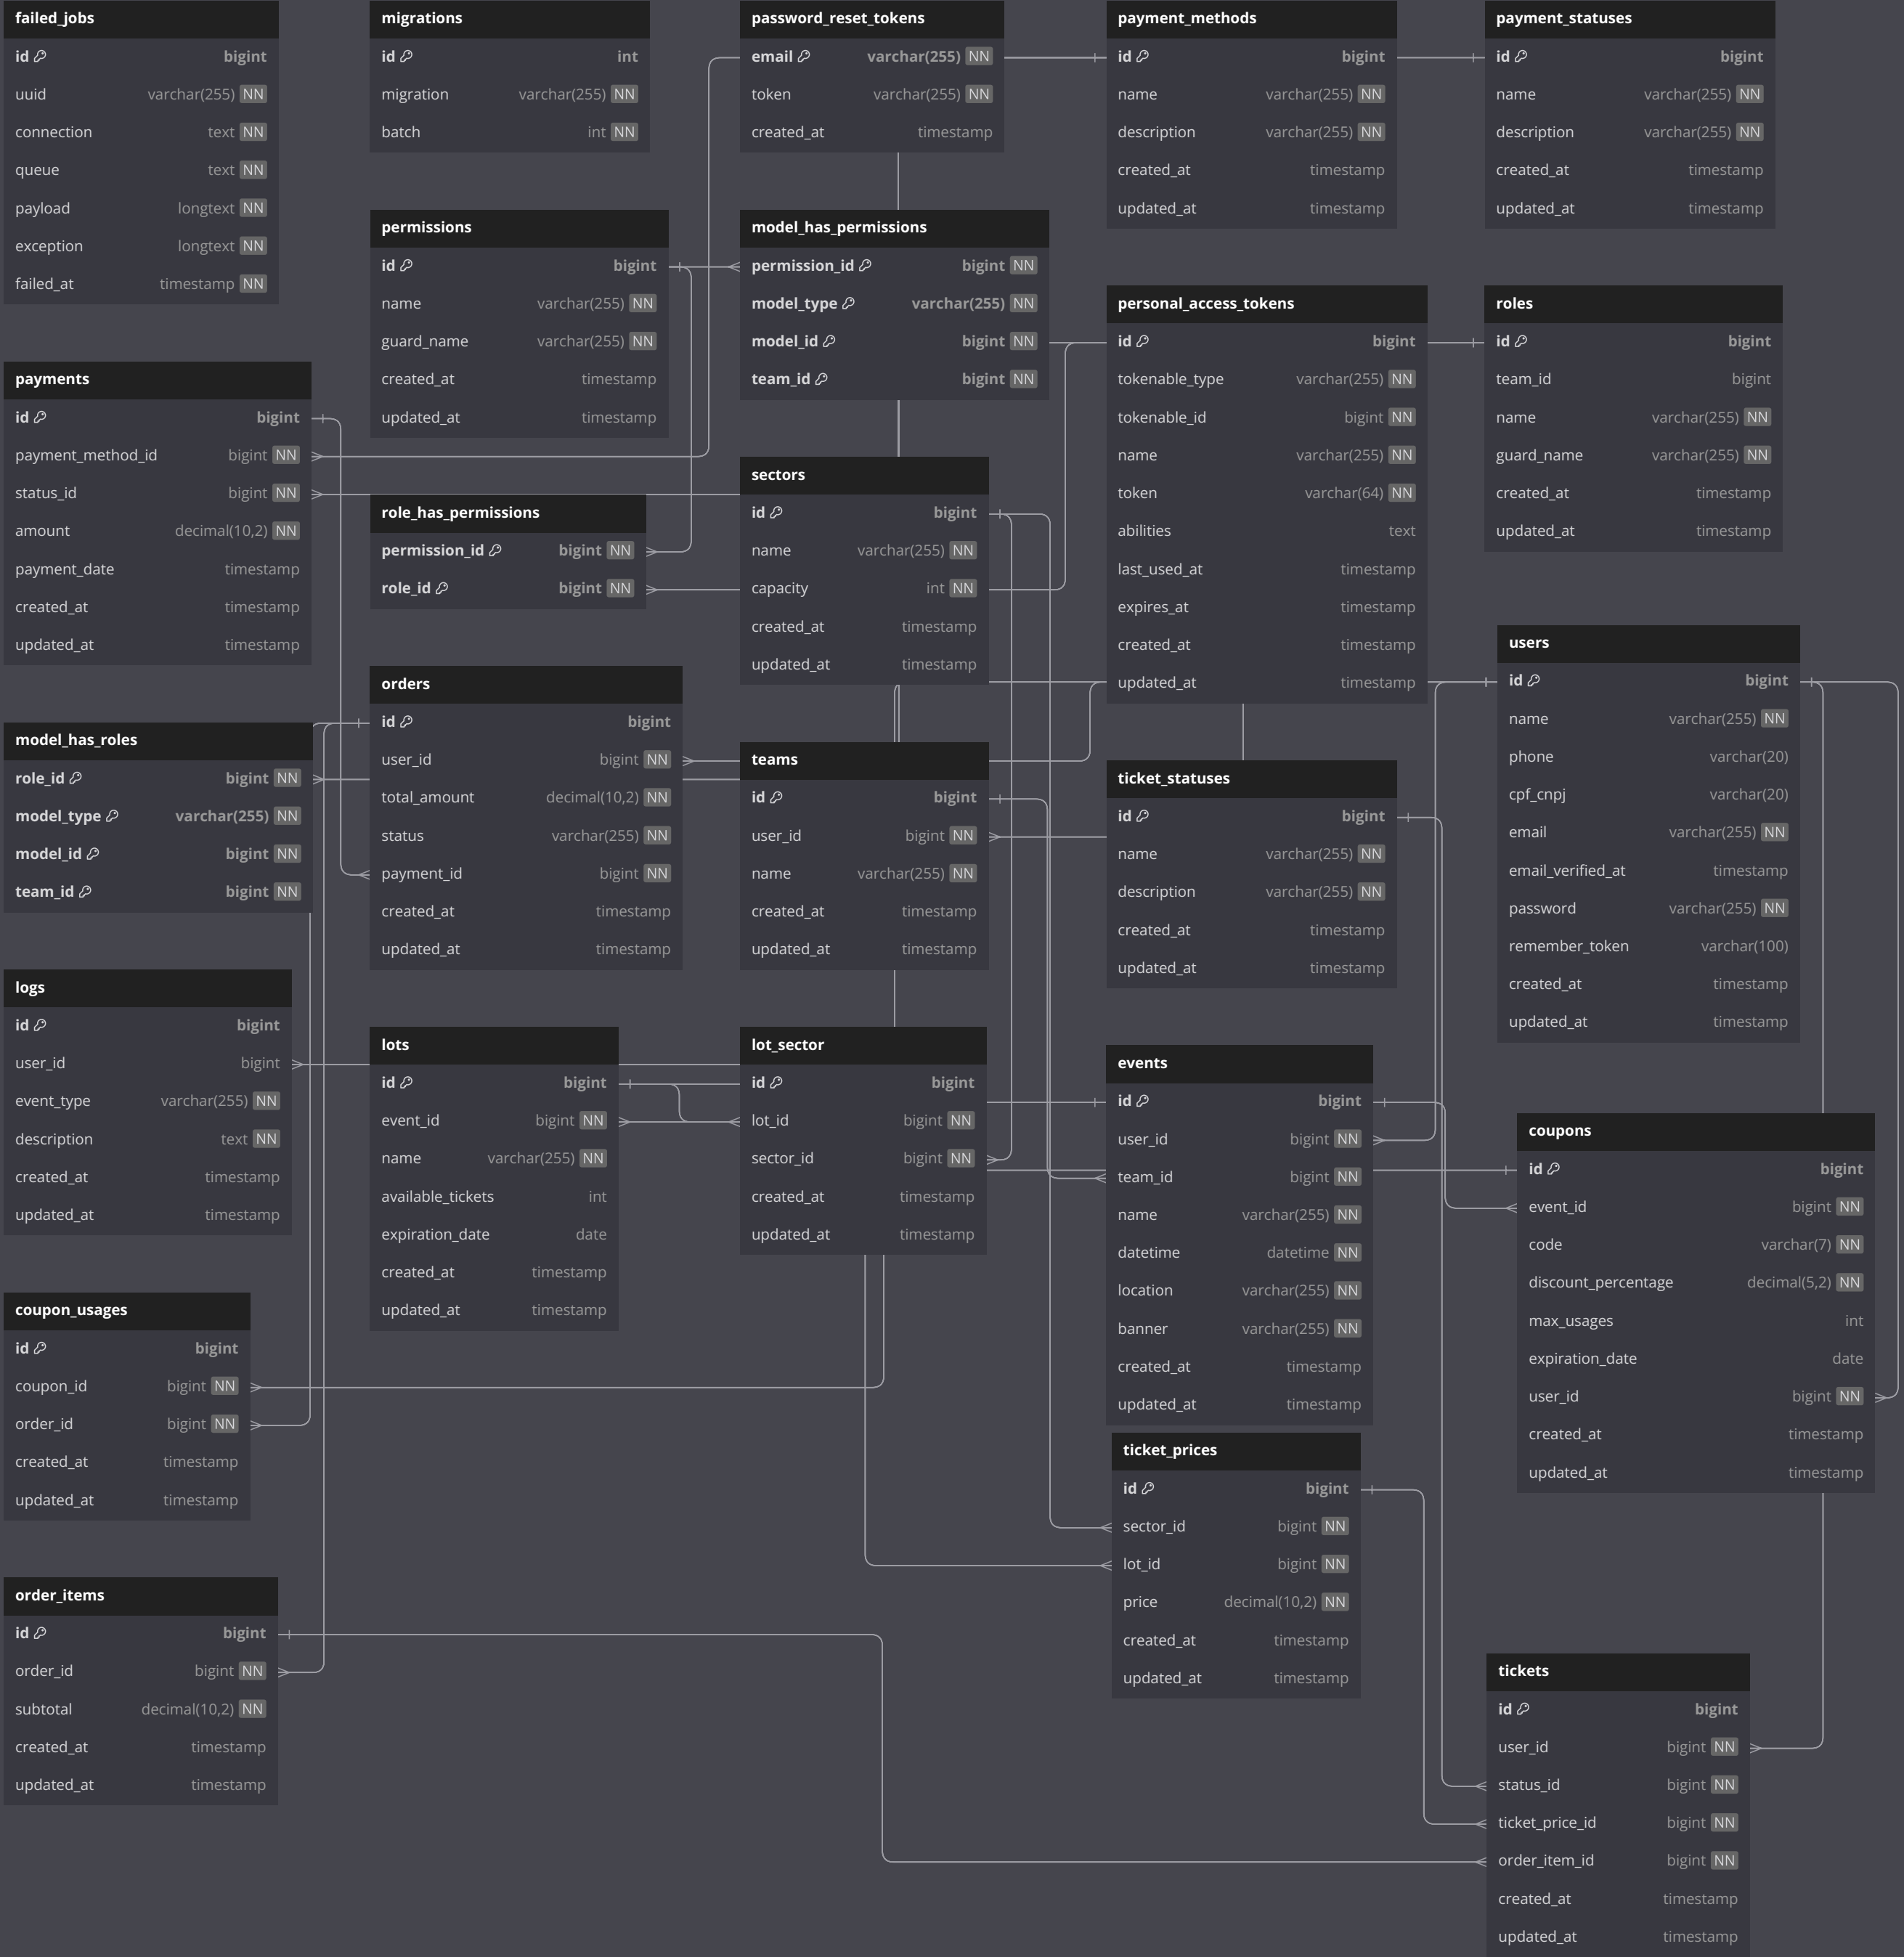 failed_jobs
id bigint
uuid varchar(255) NN
connection text NN
queue text NN
payload longtext NN
exception longtext NN
failed_at timestamp NN
migrations
id int
migration varchar(255) NN
batch int NN
password_reset_tokens
email varchar(255) NN
token varchar(255) NN
created_at timestamp
payment_methods
id bigint
name varchar(255) NN
description varchar(255) NN
created_at timestamp
updated_at timestamp
payment_statuses
id bigint
name varchar(255) NN
description varchar(255) NN
created_at timestamp
updated_at timestamp
permissions
id bigint
name varchar(255) NN
guard_name varchar(255) NN
created_at timestamp
updated_at timestamp
model_has_permissions
permission_id bigint NN
model_type varchar(255) NN
model_id bigint NN
team_id bigint NN
personal_access_tokens
id bigint
tokenable_type varchar(255) NN
tokenable_id bigint NN
name varchar(255) NN
token varchar(64) NN
abilities text
last_used_at timestamp
expires_at timestamp
created_at timestamp
updated_at timestamp
roles
id bigint
team_id bigint
name varchar(255) NN
guard_name varchar(255) NN
created_at timestamp
updated_at timestamp
payments
id bigint
payment_method_id bigint NN
status_id bigint NN
amount decimal(10,2) NN
payment_date timestamp
created_at timestamp
updated_at timestamp
role_has_permissions
permission_id bigint NN
role_id bigint NN
sectors
id bigint
name varchar(255) NN
capacity int NN
created_at timestamp
updated_at timestamp
users
id bigint
name varchar(255) NN
phone varchar(20)
cpf_cnpj varchar(20)
email varchar(255) NN
email_verified_at timestamp
password varchar(255) NN
remember_token varchar(100)
created_at timestamp
updated_at timestamp
model_has_roles
role_id bigint NN
model_type varchar(255) NN
model_id bigint NN
team_id bigint NN
orders
id bigint
user_id bigint NN
total_amount decimal(10,2) NN
status varchar(255) NN
payment_id bigint NN
created_at timestamp
updated_at timestamp
teams
id bigint
user_id bigint NN
name varchar(255) NN
created_at timestamp
updated_at timestamp
ticket_statuses
id bigint
name varchar(255) NN
description varchar(255) NN
created_at timestamp
updated_at timestamp
logs
id bigint
user_id bigint
event_type varchar(255) NN
description text NN
created_at timestamp
updated_at timestamp
lots
id bigint
event_id bigint NN
name varchar(255) NN
available_tickets int
expiration_date date
created_at timestamp
updated_at timestamp
lot_sector
id bigint
lot_id bigint NN
sector_id bigint NN
created_at timestamp
updated_at timestamp
events
id bigint
user_id bigint NN
team_id bigint NN
name varchar(255) NN
datetime datetime NN
location varchar(255) NN
banner varchar(255) NN
created_at timestamp
updated_at timestamp
coupons
id bigint
event_id bigint NN
code varchar(7) NN
discount_percentage decimal(5,2) NN
max_usages int
expiration_date date
user_id bigint NN
created_at timestamp
updated_at timestamp
coupon_usages
id bigint
coupon_id bigint NN
order_id bigint NN
created_at timestamp
updated_at timestamp
ticket_prices
id bigint
sector_id bigint NN
lot_id bigint NN
price decimal(10,2) NN
created_at timestamp
updated_at timestamp
order_items
id bigint
order_id bigint NN
subtotal decimal(10,2) NN
created_at timestamp
updated_at timestamp
tickets
id bigint
user_id bigint NN
status_id bigint NN
ticket_price_id bigint NN
order_item_id bigint NN
created_at timestamp
updated_at timestamp